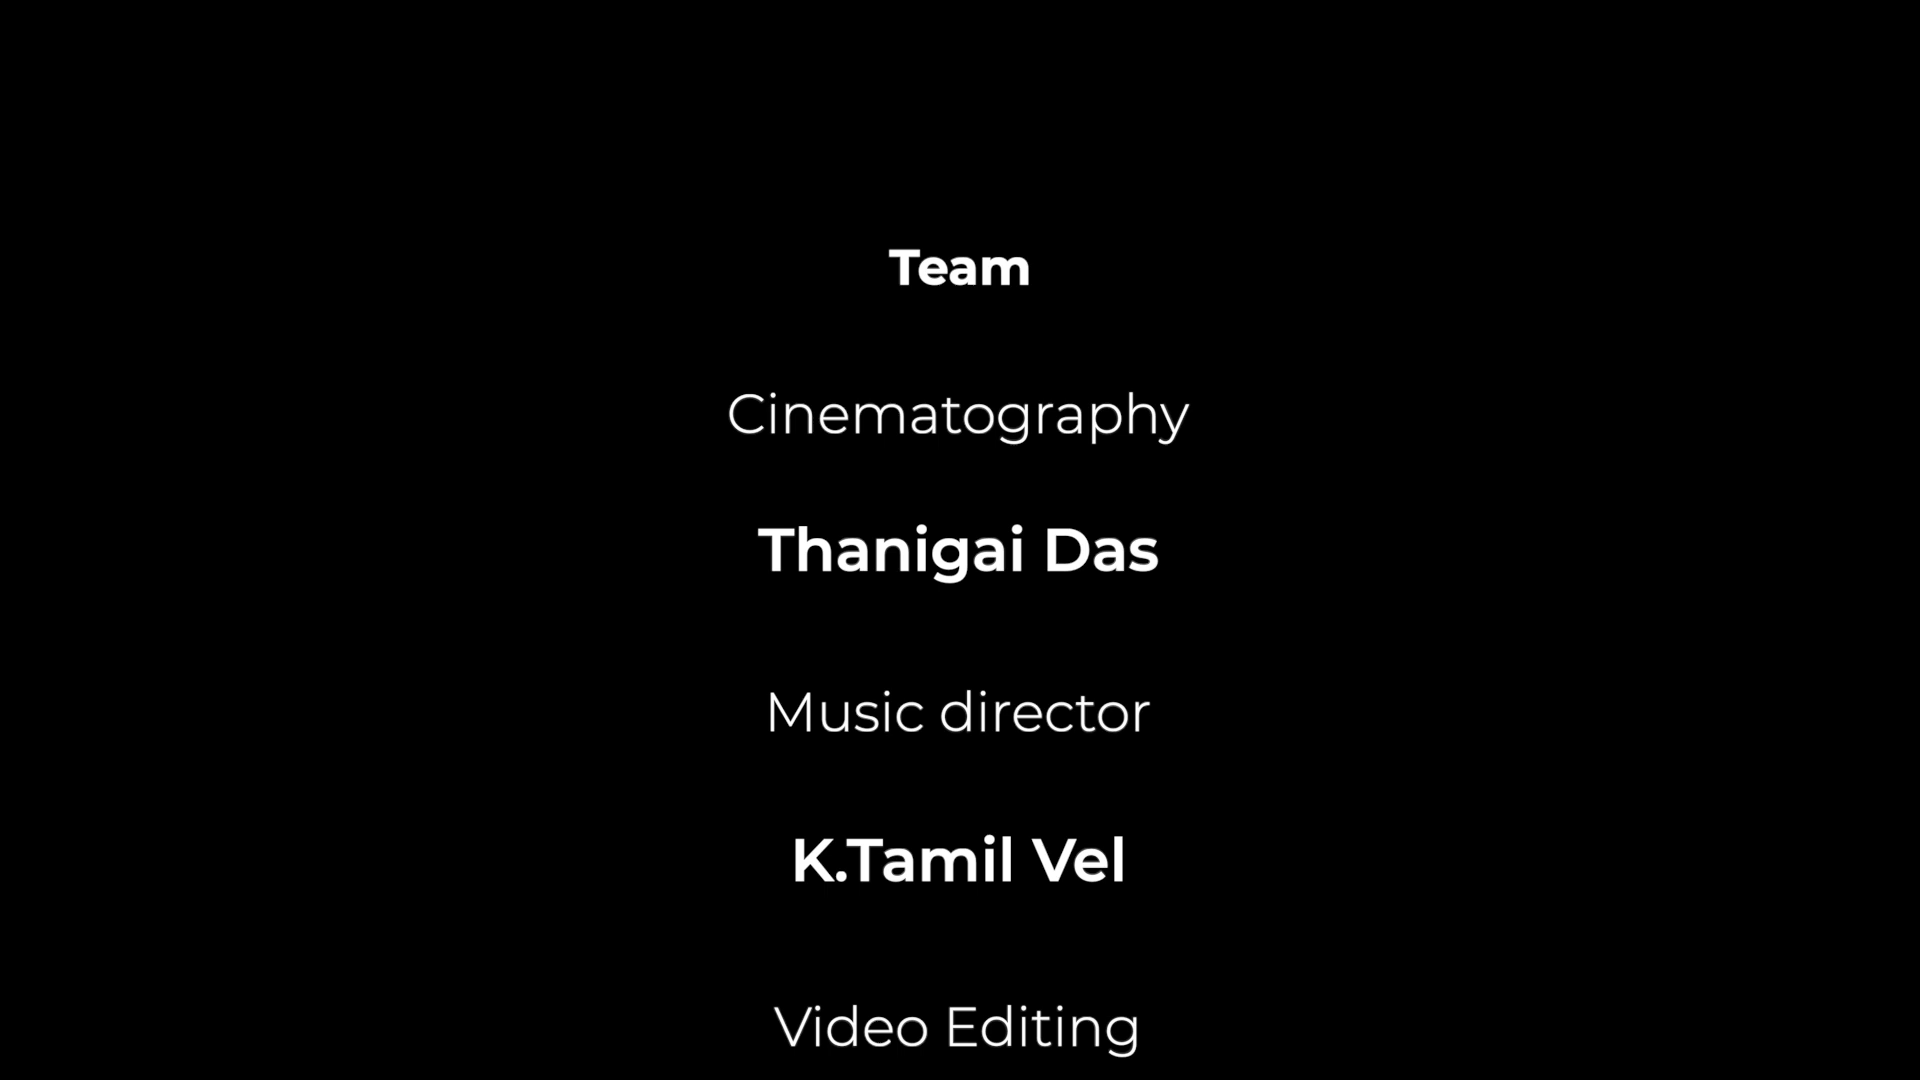 Team
Cinematography
Thanigai Das
Music director
K.Tamil Vel
Video Editing